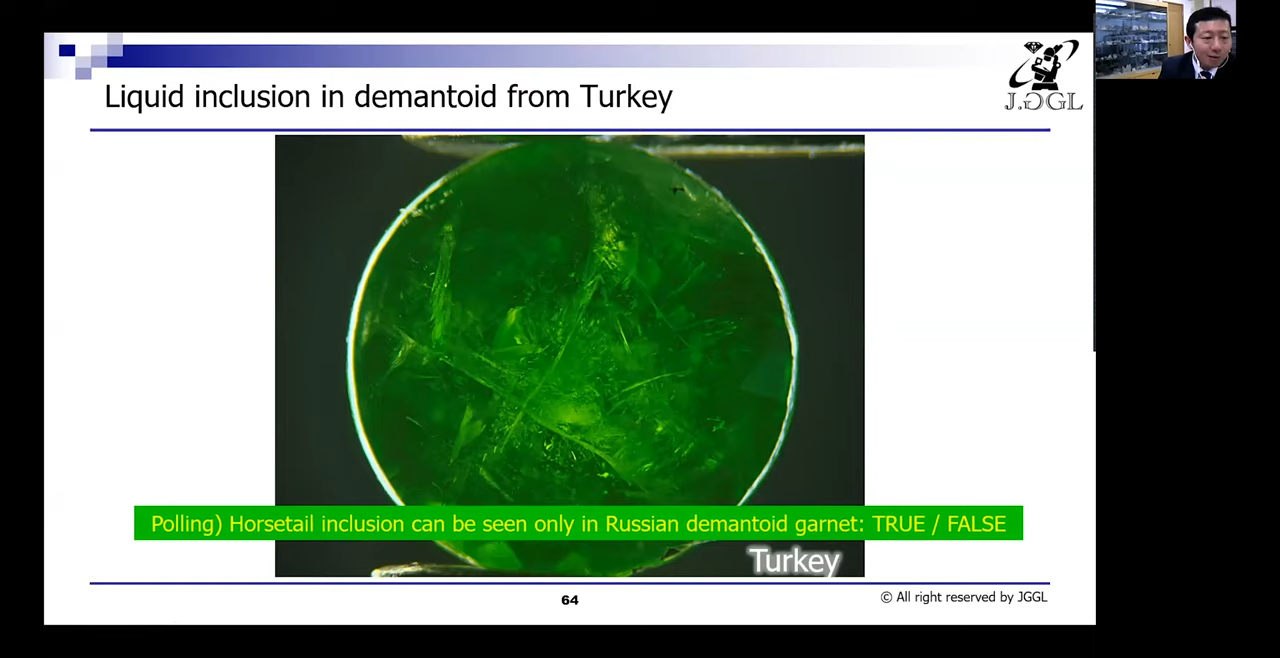 Liquid inclusion in demantoid from Turkey
J.GGL
Polling) Horsetail inclusion can be seen only in Russian demantoid garnet: TRUE / FALSE
Turkey
64
© All right reserved by JGGL